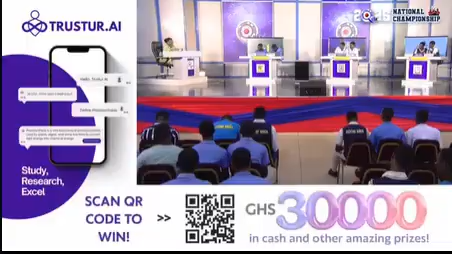 TRUSTUR.AI
NATIONAL
CHAMPIONSHIP
Study,
Research,
Excel
SCAN QR
CODE TO
WIN!
>>
GHS 30000
in cash and other amazing prizes!